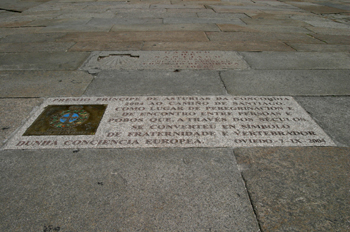 PREMIO PRINCIPE DE ASTURIAS DA CONCORDIA
2004 AO CAMIÑO DE SANTIAGO
COMO LUGAR DE PEREGRINACION E
DE ENCONTRO ENTRE PERSOAS E
POBOS QUE, A TRAVES DOS SECULOS,
SE CONVERTEU EN SIMBOLO
DE FRATERNIDADE E VERTEBRADOR
DUNHA CONCIENCIA EUROPEA. OVIEDO 7-IX 2004